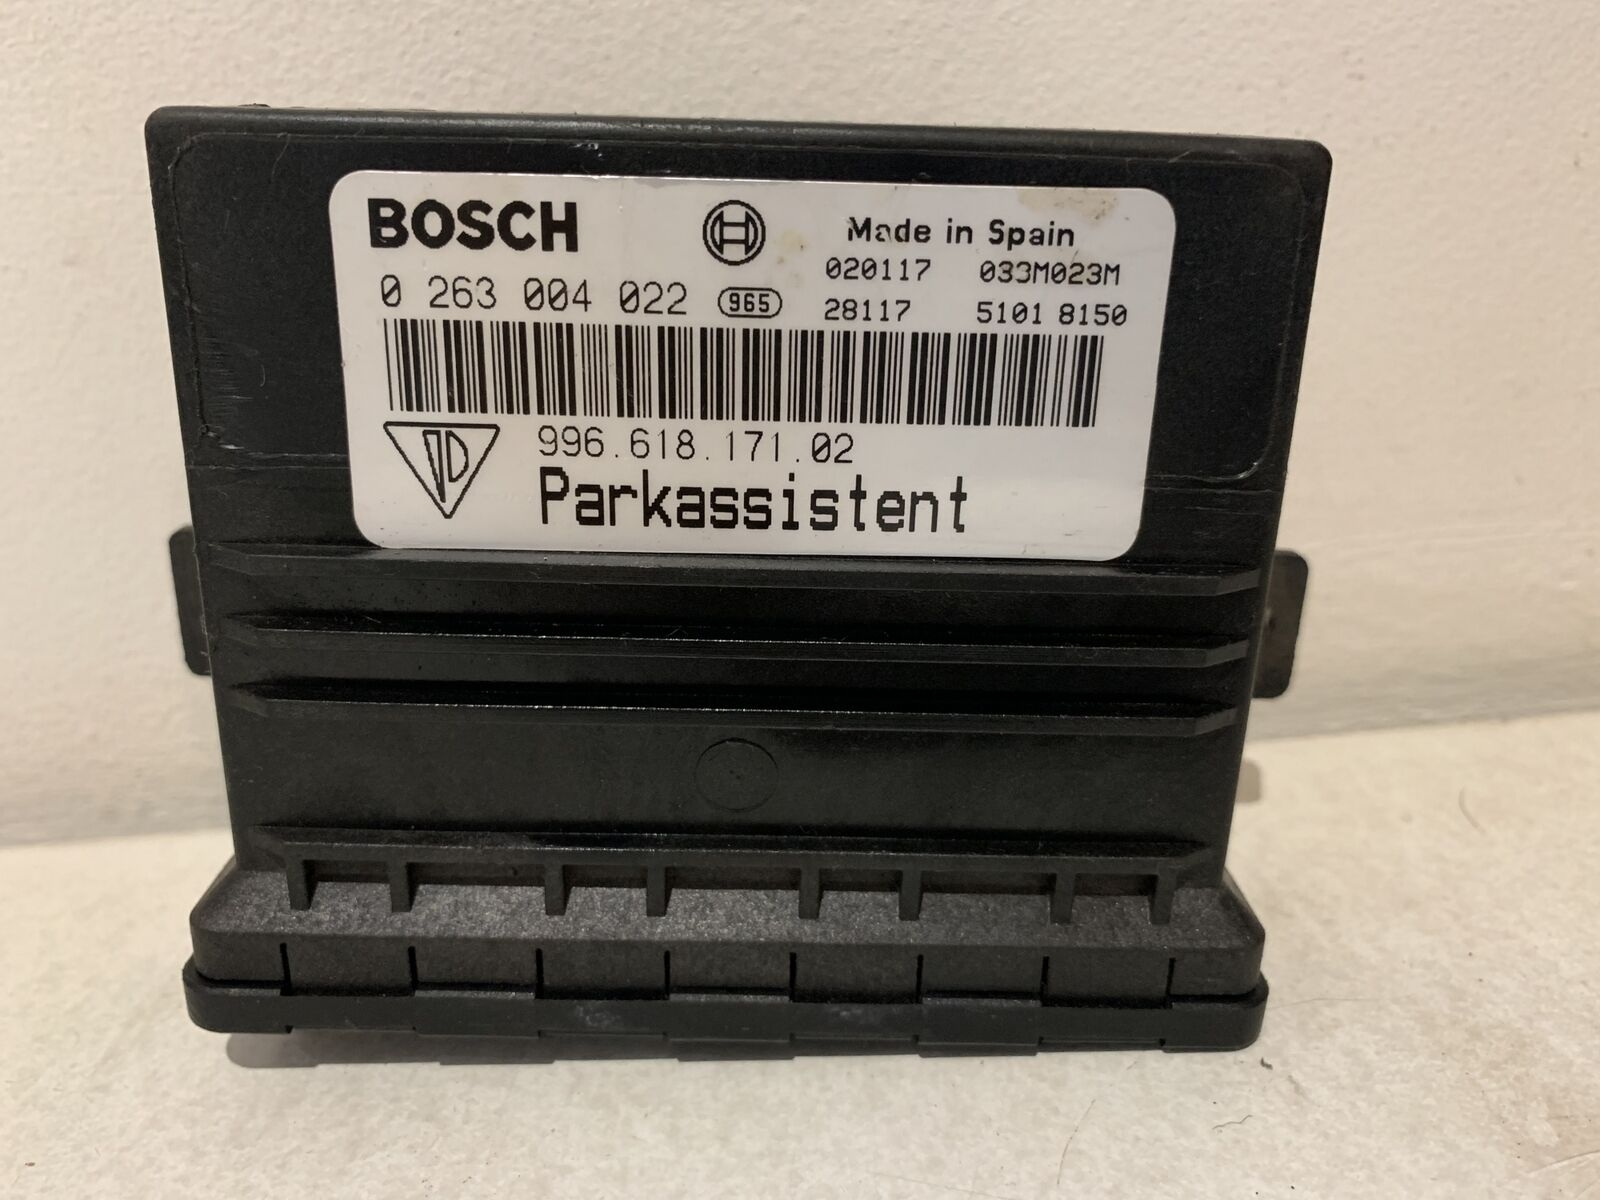 BOSCH
Made in Spain
020117 033M023M
0 263 004 022 965 28117 5101 8150
996.618.171.02
Parkassistent